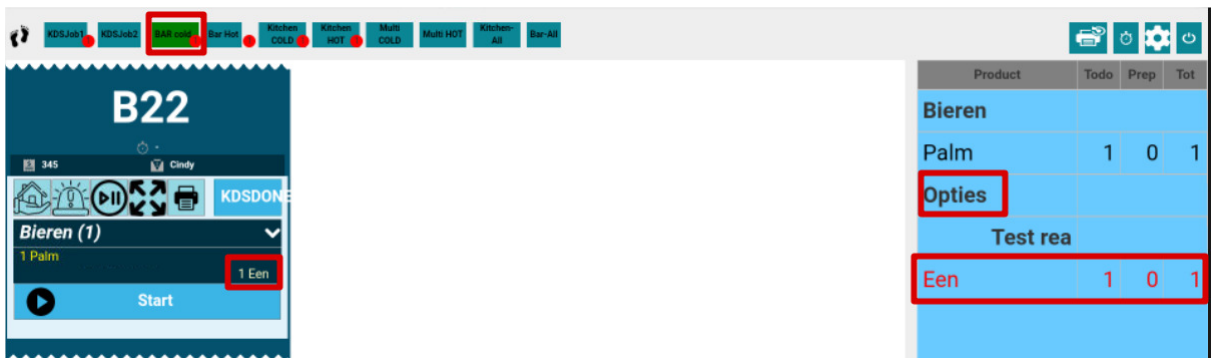 KDSJob1 KDSJob2 BAR cold Bar Hot Kitchen COLD Kitchen HOT Multi COLD Multi HOT Kitchen-All Bar-All
B22
-
345 Cindy
KDSDONE
Bieren (1)
1 Palm
1 Een
Start
Product Todo Prep Tot
Bieren
Palm 1 0 1
Opties
Test rea
Een 1 0 1